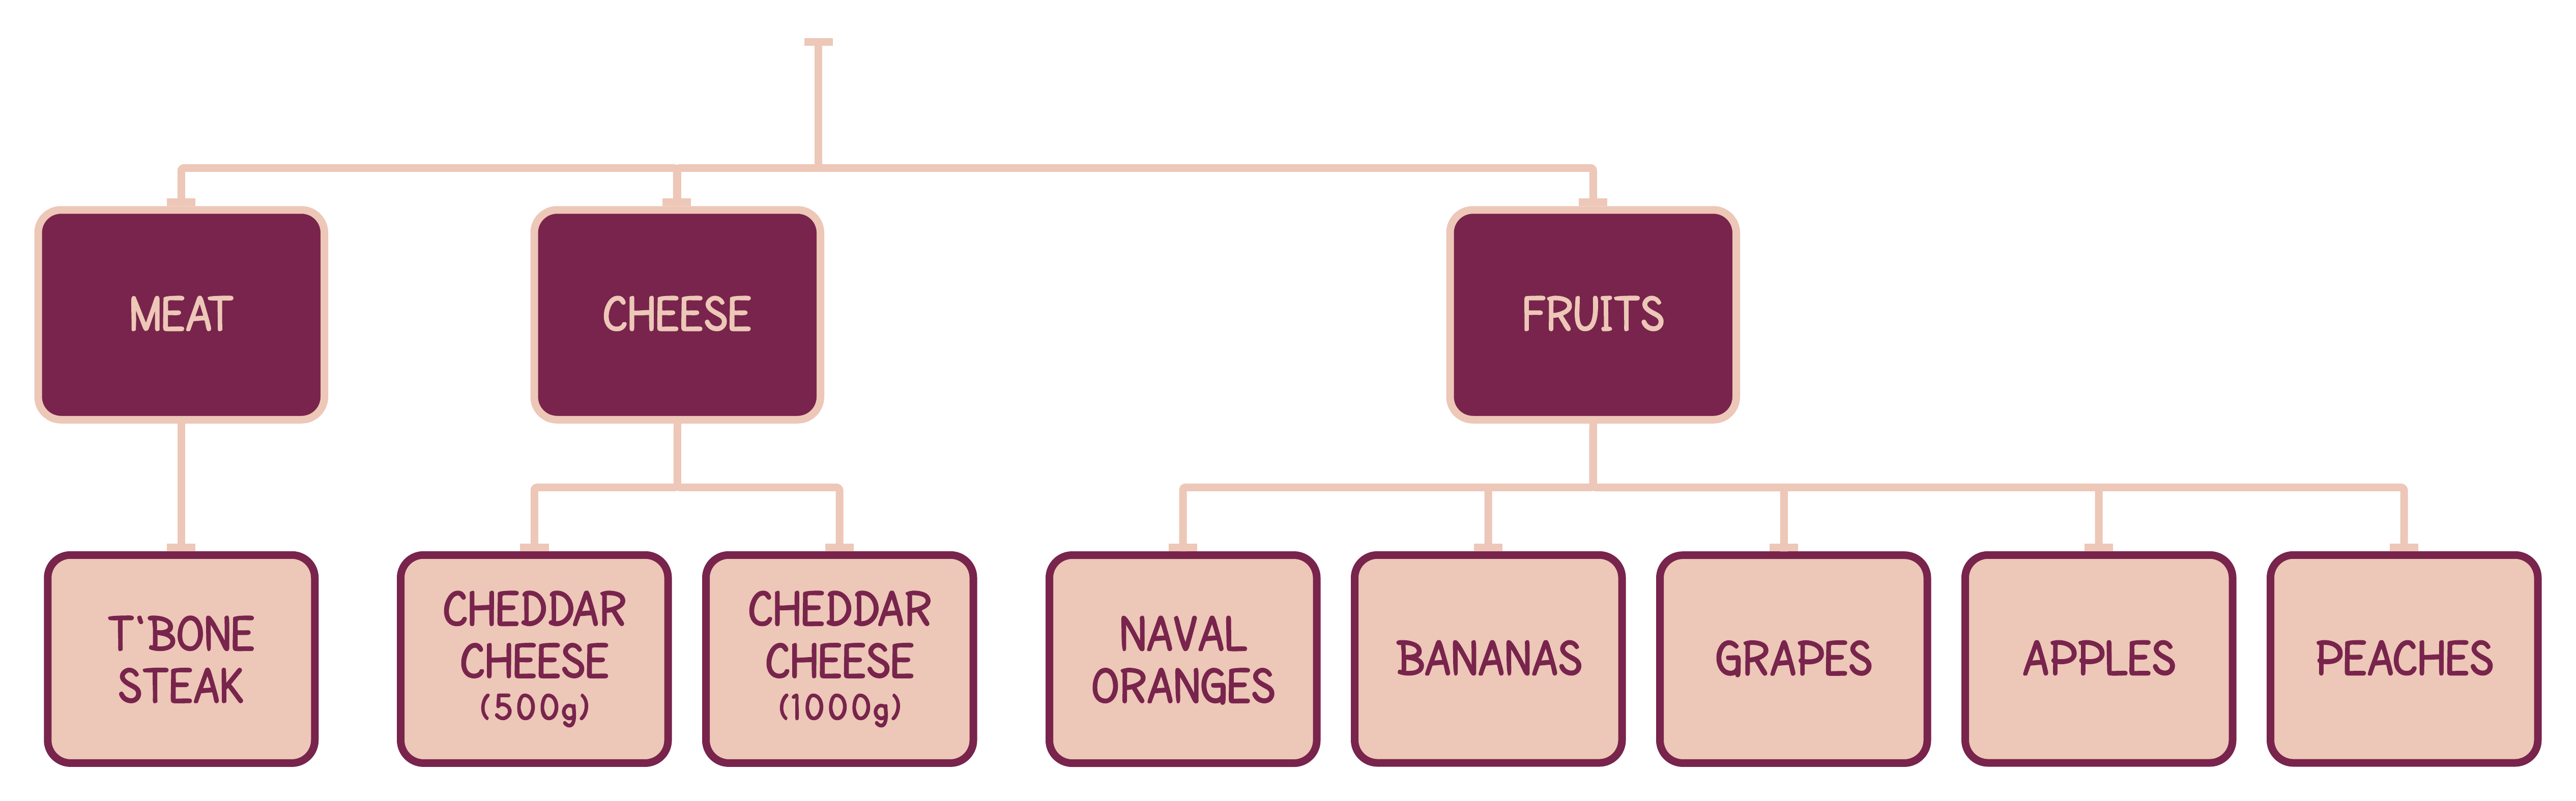 MEAT
CHEESE
FRUITS
T'BONE
STEAK
CHEDDAR
CHEESE
(500g)
CHEDDAR
CHEESE
(1000g)
NAVAL
ORANGES
BANANAS
GRAPES
APPLES
PEACHES